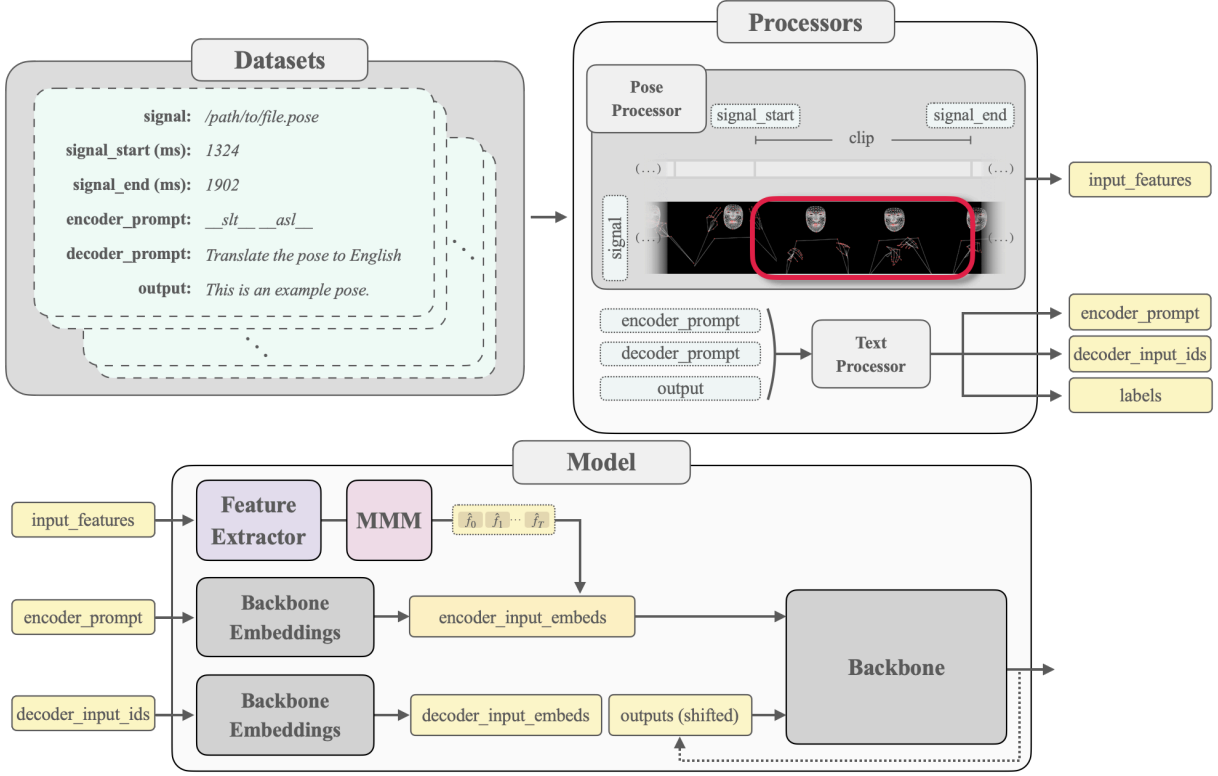 Datasets
signal: /path/to/file.pose
signal_start (ms): 1324
signal_end (ms): 1902
encoder_prompt: __slt__ __asl__
decoder_prompt: Translate the pose to English
output: This is an example pose.
Processors
Pose
Processor
signal_start
signal_end
clip
(...)
(...)
signal
(...)
(...)
input_features
encoder_prompt
decoder_prompt
output
Text
Processor
encoder_prompt
decoder_input_ids
labels
Model
input_features
Feature
Extractor
MMM
f̂₀ f̂₁ ... f̂_T
encoder_prompt
Backbone
Embeddings
encoder_input_embeds
Backbone
decoder_input_ids
Backbone
Embeddings
decoder_input_embeds
outputs (shifted)